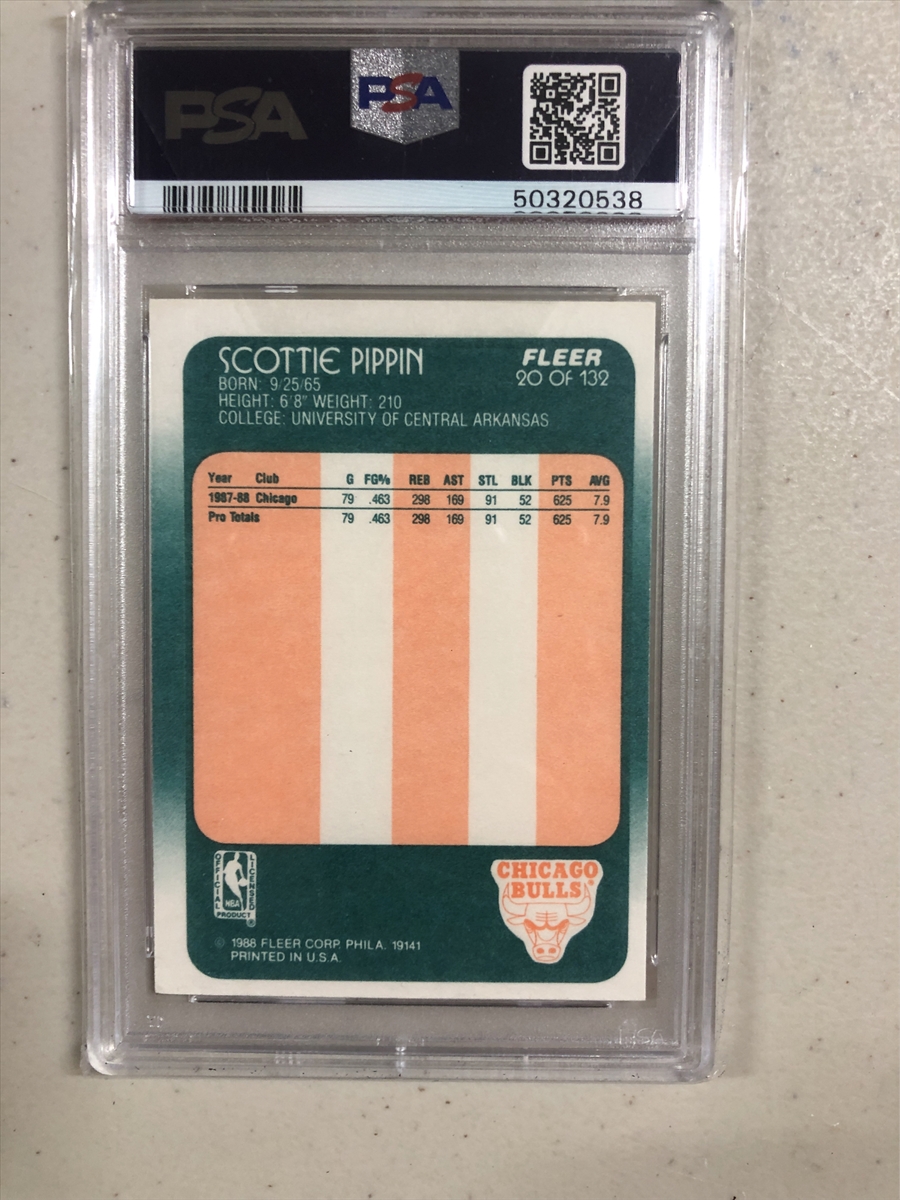 PSA
PSA
50320538
SCOTTIE PIPPIN
FLEER
20 OF 132
BORN: 9/25/65
HEIGHT: 6'8" WEIGHT: 210
COLLEGE: UNIVERSITY OF CENTRAL ARKANSAS
Year Club G FG% REB AST STL BLK PTS AVG
1987-88 Chicago 79 .463 298 169 91 52 625 7.9
Pro Totals 79 .463 298 169 91 52 625 7.9
OFFICIAL
LICENSED
NBA
PRODUCT
®
CHICAGO
BULLS®
© 1988 FLEER CORP. PHILA. 19141
PRINTED IN U.S.A.
PSA